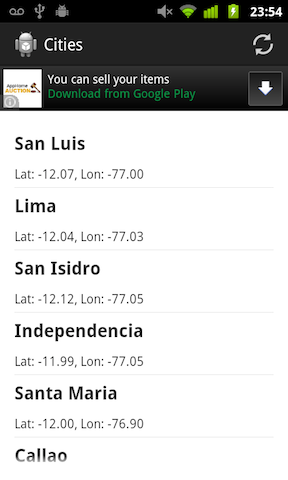 23:54
Cities
AppHome
AUCTION
You can sell your items
Download from Google Play
San Luis
Lat: -12.07, Lon: -77.00
Lima
Lat: -12.04, Lon: -77.03
San Isidro
Lat: -12.12, Lon: -77.05
Independencia
Lat: -11.99, Lon: -77.05
Santa Maria
Lat: -12.00, Lon: -76.90
Callao